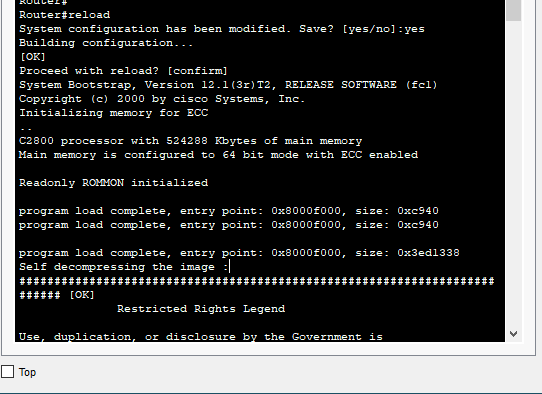 Router#
Router#reload
System configuration has been modified. Save? [yes/no]:yes
Building configuration...
[OK]
Proceed with reload? [confirm]
System Bootstrap, Version 12.1(3r)T2, RELEASE SOFTWARE (fc1)
Copyright (c) 2000 by cisco Systems, Inc.
Initializing memory for ECC
..
C2800 processor with 524288 Kbytes of main memory
Main memory is configured to 64 bit mode with ECC enabled
Readonly ROMMON initialized
program load complete, entry point: 0x8000f000, size: 0xc940
program load complete, entry point: 0x8000f000, size: 0xc940
program load complete, entry point: 0x8000f000, size: 0x3ed1338
Self decompressing the image :
####################################################################
###### [OK]
Restricted Rights Legend
Use, duplication, or disclosure by the Government is
Top